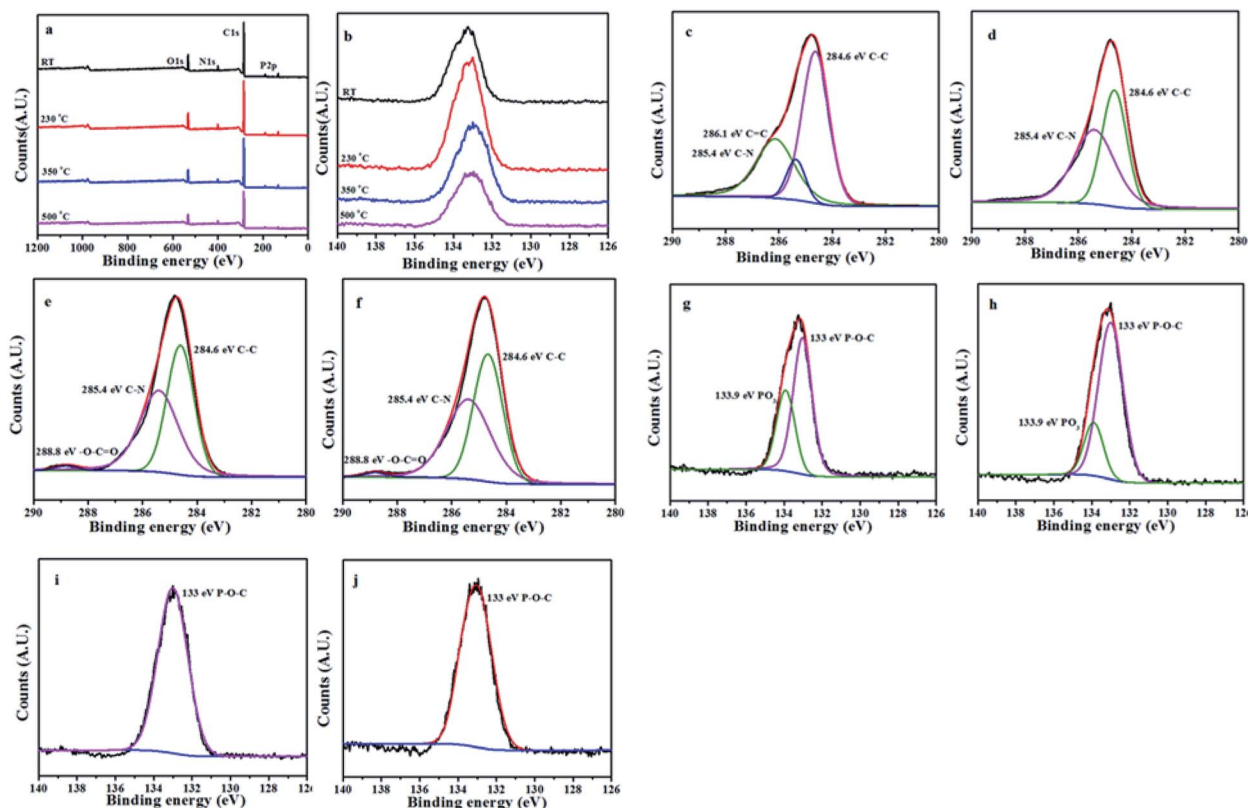 a
C1s
O1s N1s P2p
RT
230 °C
350 °C
500 °C
Counts(A.U.)
1200 1000 800 600 400 200 0
Binding energy (eV)
b
RT
230 °C
350 °C
500 °C
Counts(A.U.)
140 138 136 134 132 130 128 126
Binding energy (eV)
c
284.6 eV C-C
286.1 eV C=C
285.4 eV C-N
Counts (A.U.)
290 288 286 284 282 280
Binding energy (eV)
d
284.6 eV C-C
285.4 eV C-N
Counts (A.U.)
290 288 286 284 282 280
Binding energy (eV)
e
284.6 eV C-C
285.4 eV C-N
288.8 eV -O-C=O
Counts (A.U.)
290 288 286 284 282 280
Binding energy (eV)
f
284.6 eV C-C
285.4 eV C-N
288.8 eV -O-C=O
Counts (A.U.)
290 288 286 284 282 280
Binding energy (eV)
g
133 eV P-O-C
133.9 eV PO3
Counts (A.U.)
140 138 136 134 132 130 128 126
Binding energy (eV)
h
133 eV P-O-C
133.9 eV PO3
Counts (A.U.)
140 138 136 134 132 130 128 126
Binding energy (eV)
i
133 eV P-O-C
Counts (A.U.)
140 138 136 134 132 130 128 126
Binding energy (eV)
j
133 eV P-O-C
Counts (A.U.)
140 138 136 134 132 130 128 126
Binding energy (eV)